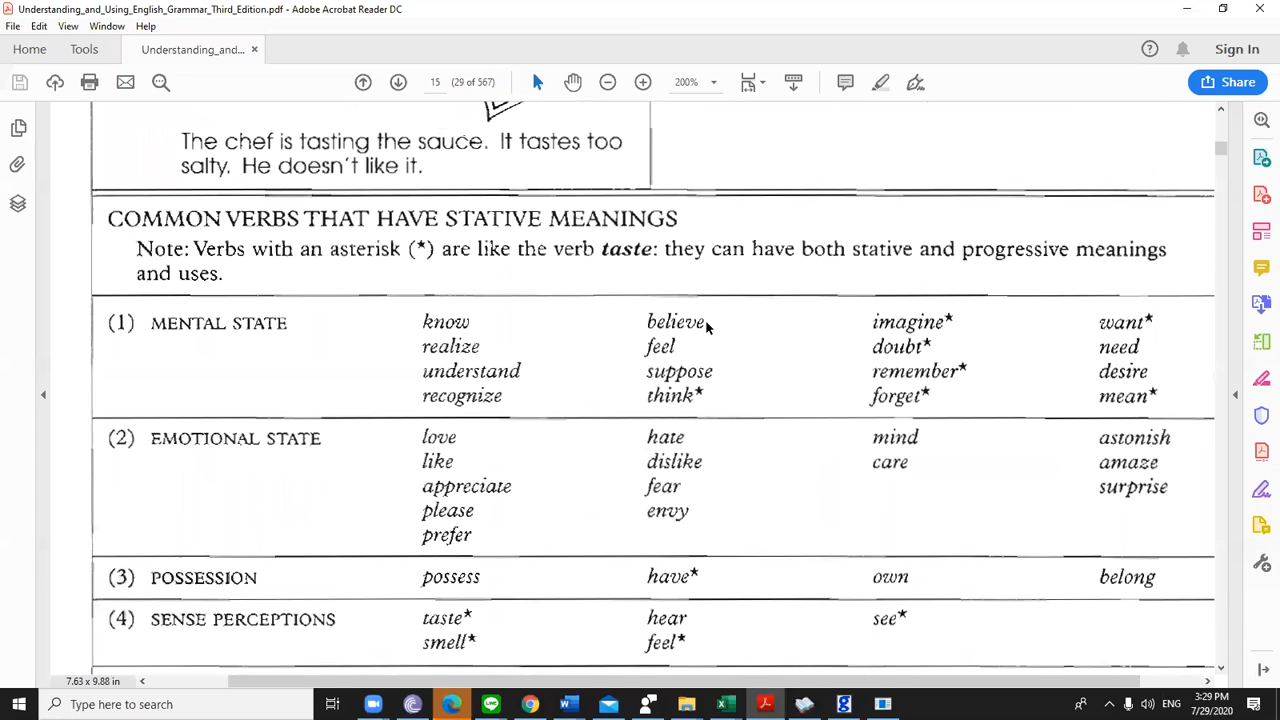 Understanding_and_Using_English_Grammar_Third_Edition.pdf - Adobe Acrobat Reader DC
File Edit View Window Help
Home Tools Understanding_and... × Sign In
15 (29 of 567) 200% Share
The chef is tasting the sauce. It tastes too
salty. He doesn't like it.
COMMON VERBS THAT HAVE STATIVE MEANINGS
Note: Verbs with an asterisk (*) are like the verb taste: they can have both stative and progressive meanings
and uses.
(1) MENTAL STATE know believe imagine* want*
realize feel doubt* need
understand suppose remember* desire
recognize think* forget* mean*
(2) EMOTIONAL STATE love hate mind astonish
like dislike care amaze
appreciate fear surprise
please envy
prefer
(3) POSSESSION possess have* own belong
(4) SENSE PERCEPTIONS taste* hear see*
smell* feel*
7.63 x 9.88 in
Type here to search ENG 3:29 PM
7/29/2020